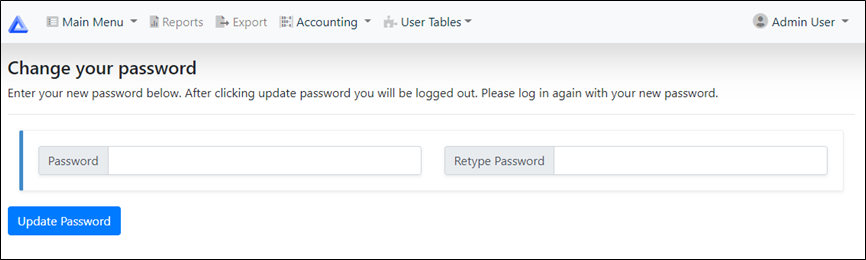 Main Menu Reports Export Accounting User Tables Admin User
Change your password
Enter your new password below. After clicking update password you will be logged out. Please log in again with your new password.
Password Retype Password
Update Password